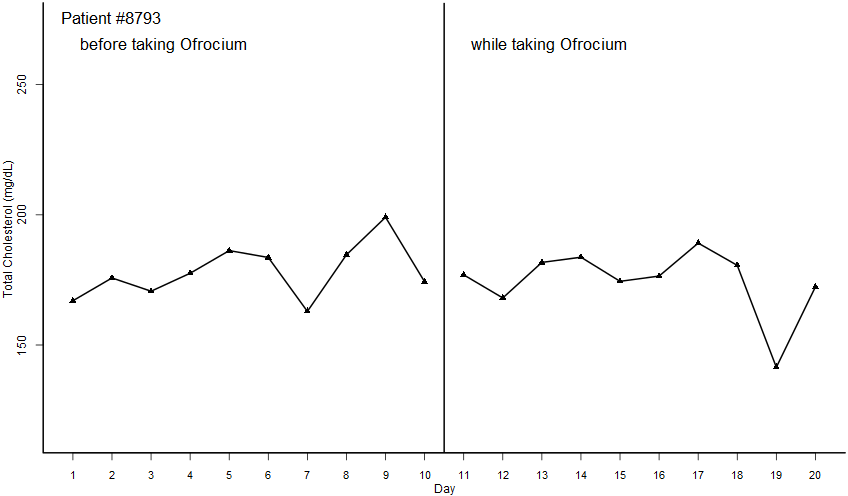 Patient #8793
before taking Ofrocium
while taking Ofrocium
Total Cholesterol (mg/dL)
250
200
150
1 2 3 4 5 6 7 8 9 10 11 12 13 14 15 16 17 18 19 20
Day